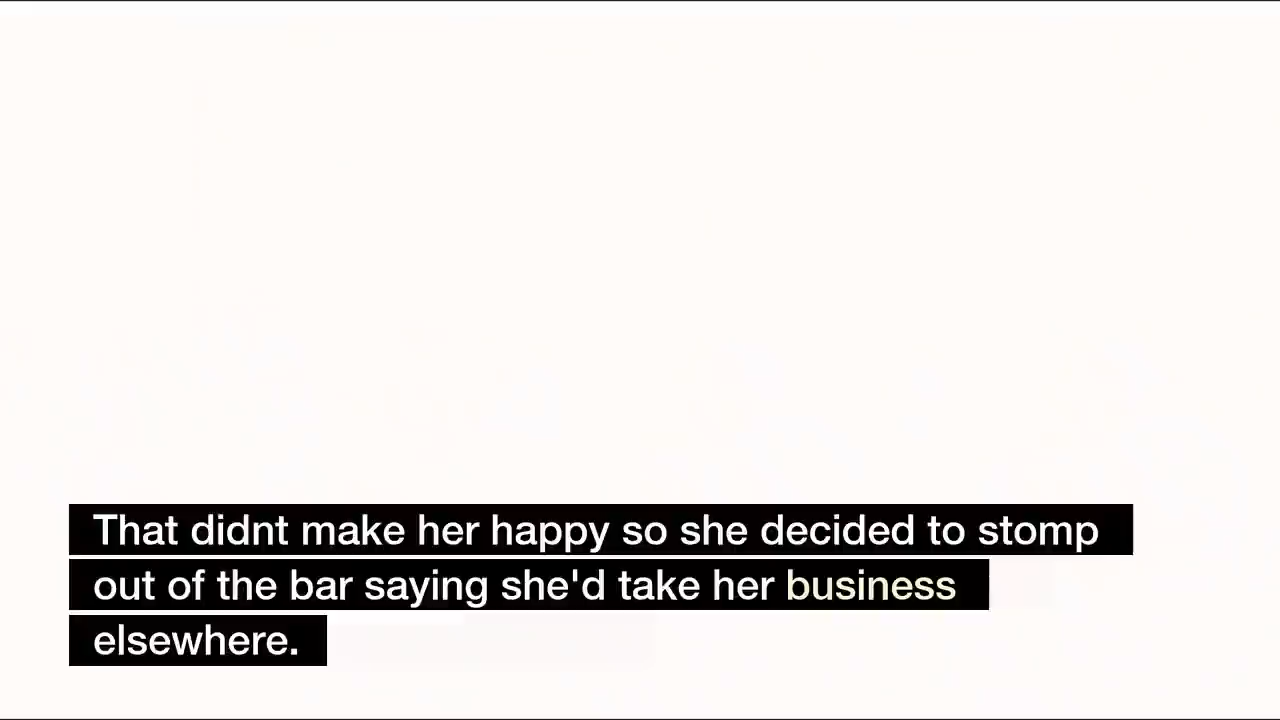 That didnt make her happy so she decided to stomp
out of the bar saying she'd take her business
elsewhere.